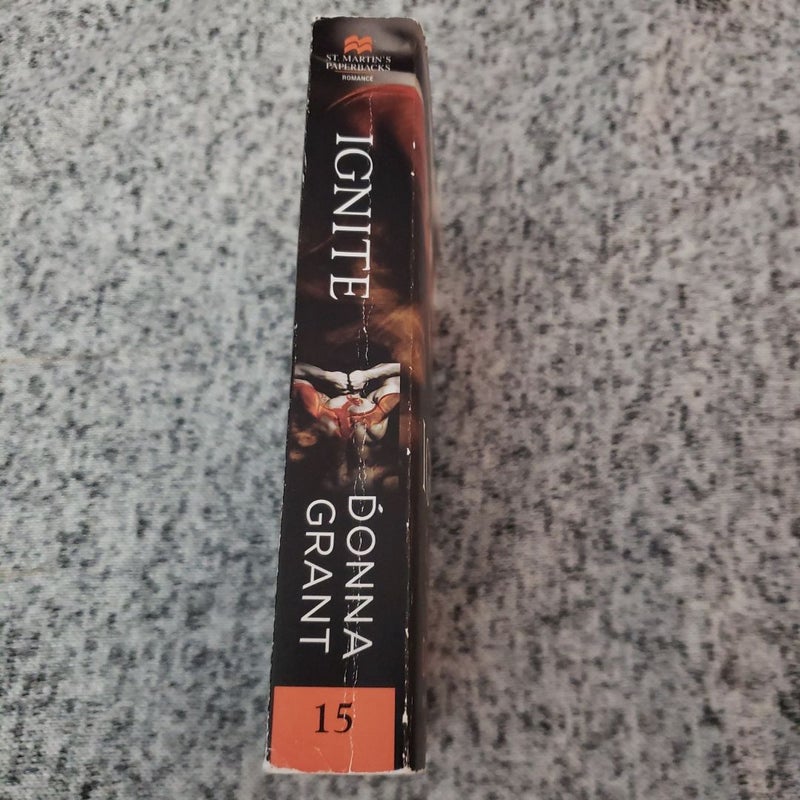 ST. MARTIN'S
PAPERBACKS
ROMANCE
IGNITE
DONNA
GRANT
15